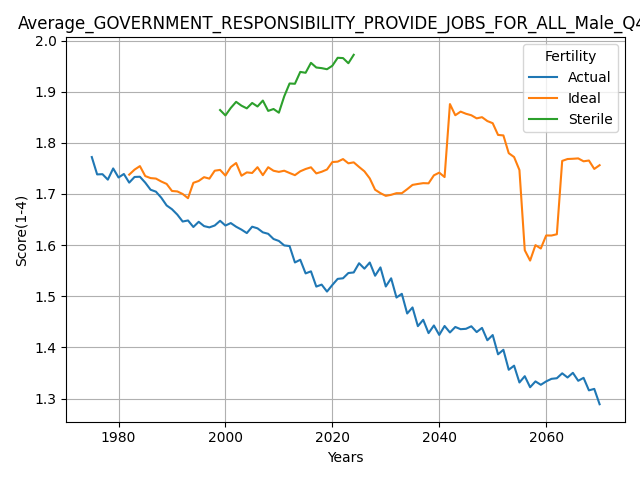 Average_GOVERNMENT_RESPONSIBILITY_PROVIDE_JOBS_FOR_ALL_Male_Q4
Score(1-4)
2.0
1.9
1.8
1.7
1.6
1.5
1.4
1.3
Fertility
Actual
Ideal
Sterile
1980 2000 2020 2040 2060
Years